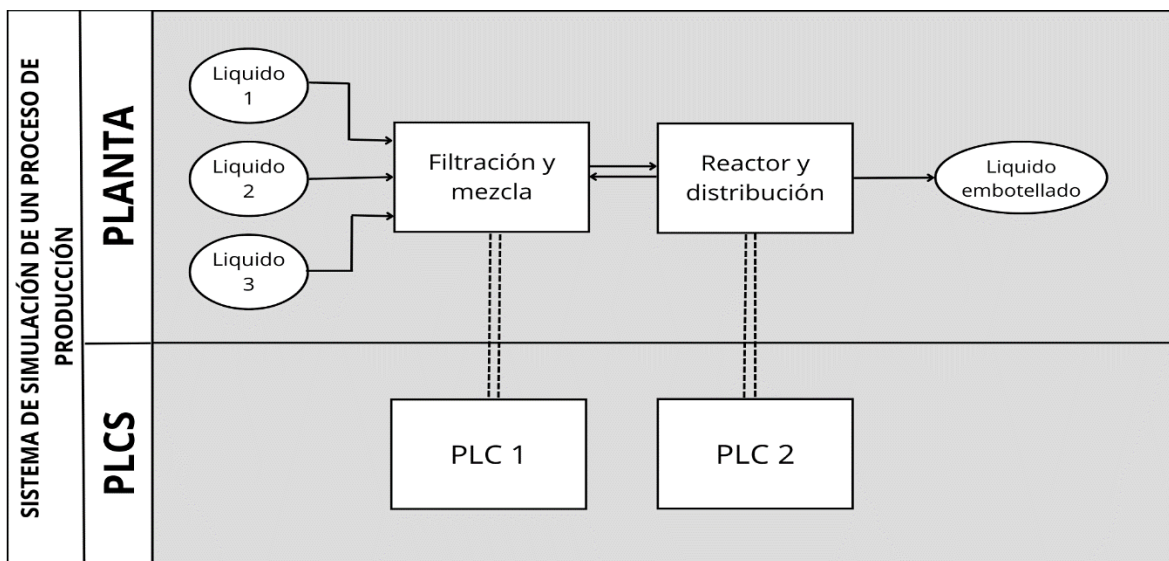 SISTEMA DE SIMULACIÓN DE UN PROCESO DE
PRODUCCIÓN
PLANTA
Liquido
1
Liquido
2
Liquido
3
Filtración y
mezcla
Reactor y
distribución
Liquido
embotellado
PLCS
PLC 1
PLC 2